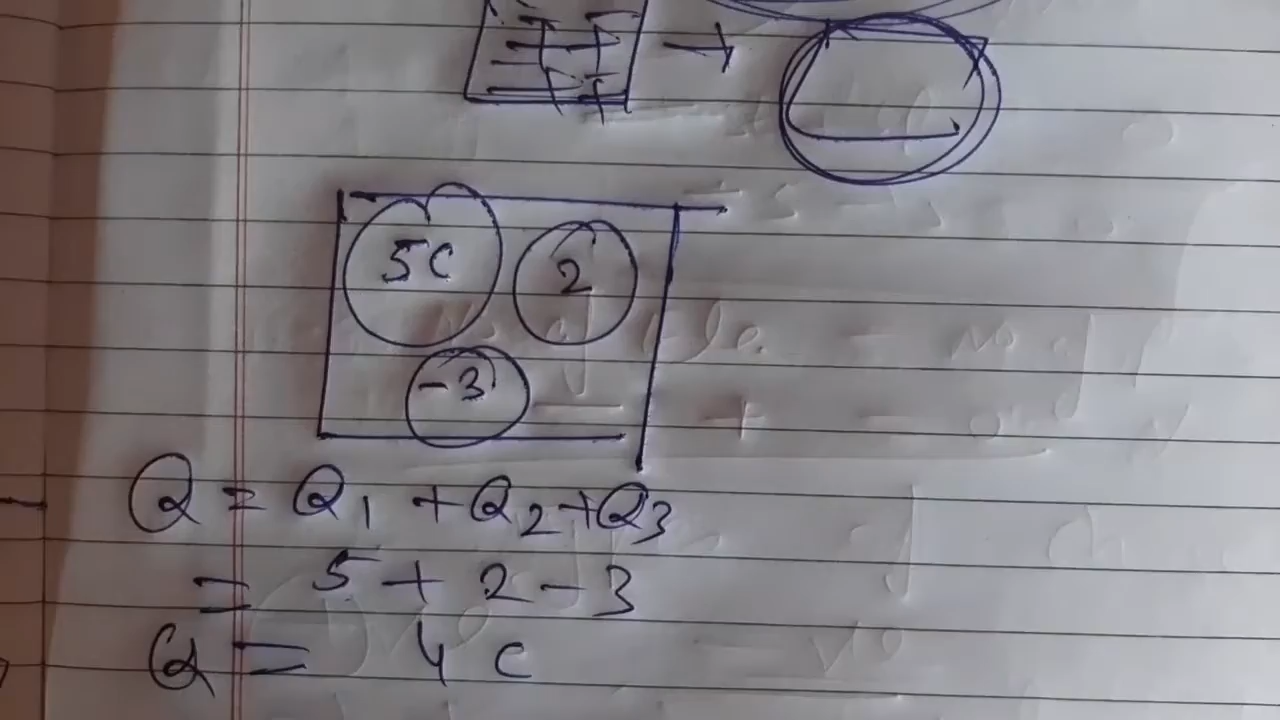 5C
2
-3
Q = Q1 + Q2 + Q3
= 5 + 2 - 3
Q = 4 C